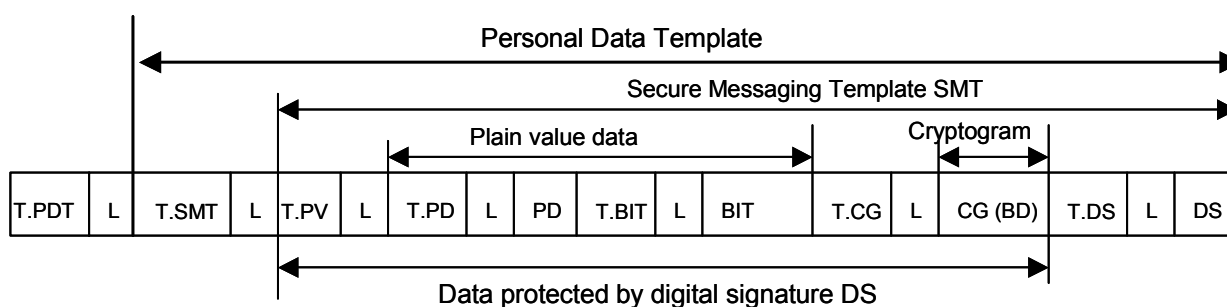 Personal Data Template
Secure Messaging Template SMT
Plain value data
Cryptogram
T.PDT L T.SMT L T.PV L T.PD L PD T.BIT L BIT T.CG L CG (BD) T.DS L DS
Data protected by digital signature DS